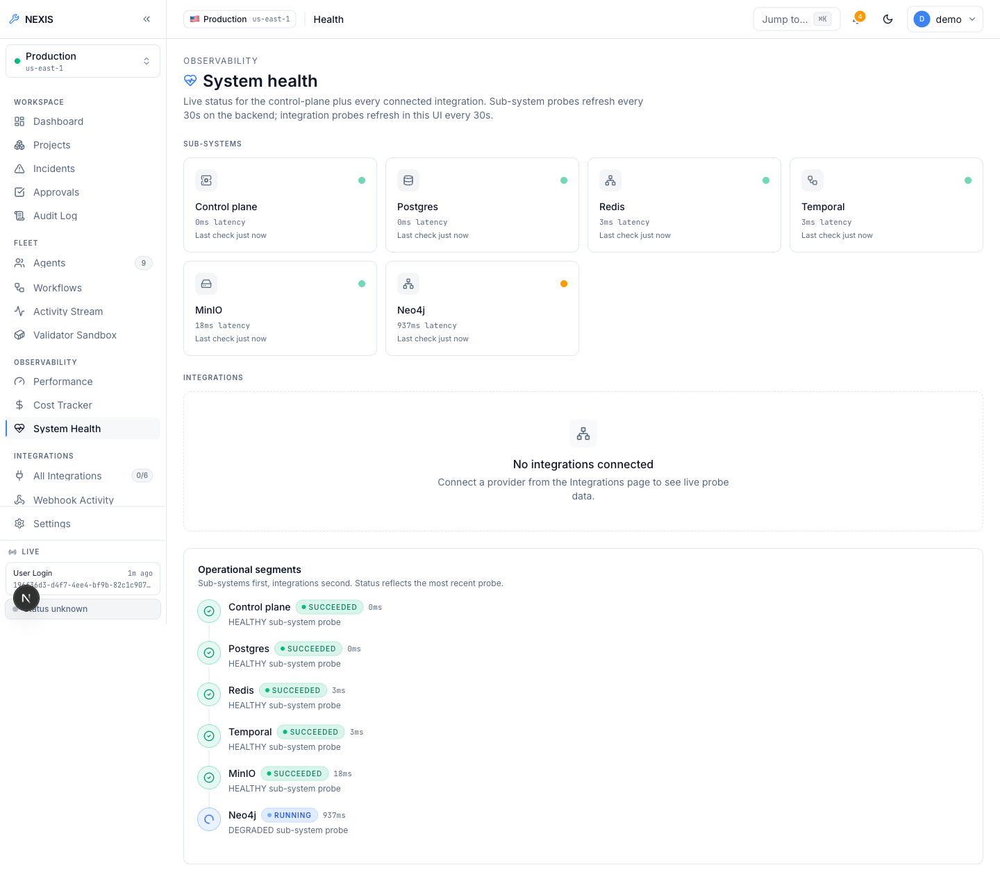 NEXIS
Production
us-east-1
WORKSPACE
Dashboard
Projects
Incidents
Approvals
Audit Log
FLEET
Agents 9
Workflows
Activity Stream
Validator Sandbox
OBSERVABILITY
Performance
Cost Tracker
System Health
INTEGRATIONS
All Integrations 0/6
Webhook Activity
Settings
LIVE
User Login 1m ago
N
unknown
Production us-east-1 Health
Jump to... ⌘K 4 D demo
OBSERVABILITY
System health
Live status for the control-plane plus every connected integration. Sub-system probes refresh every
30s on the backend; integration probes refresh in this UI every 30s.
SUB-SYSTEMS
Control plane
0ms latency
Last check just now
Postgres
0ms latency
Last check just now
Redis
3ms latency
Last check just now
Temporal
3ms latency
Last check just now
MinIO
18ms latency
Last check just now
Neo4j
937ms latency
Last check just now
INTEGRATIONS
No integrations connected
Connect a provider from the Integrations page to see live probe
data.
Operational segments
Sub-systems first, integrations second. Status reflects the most recent probe.
Control plane SUCCEEDED 0ms
HEALTHY sub-system probe
Postgres SUCCEEDED 0ms
HEALTHY sub-system probe
Redis SUCCEEDED 3ms
HEALTHY sub-system probe
Temporal SUCCEEDED 3ms
HEALTHY sub-system probe
MinIO SUCCEEDED 18ms
HEALTHY sub-system probe
Neo4j RUNNING 937ms
DEGRADED sub-system probe